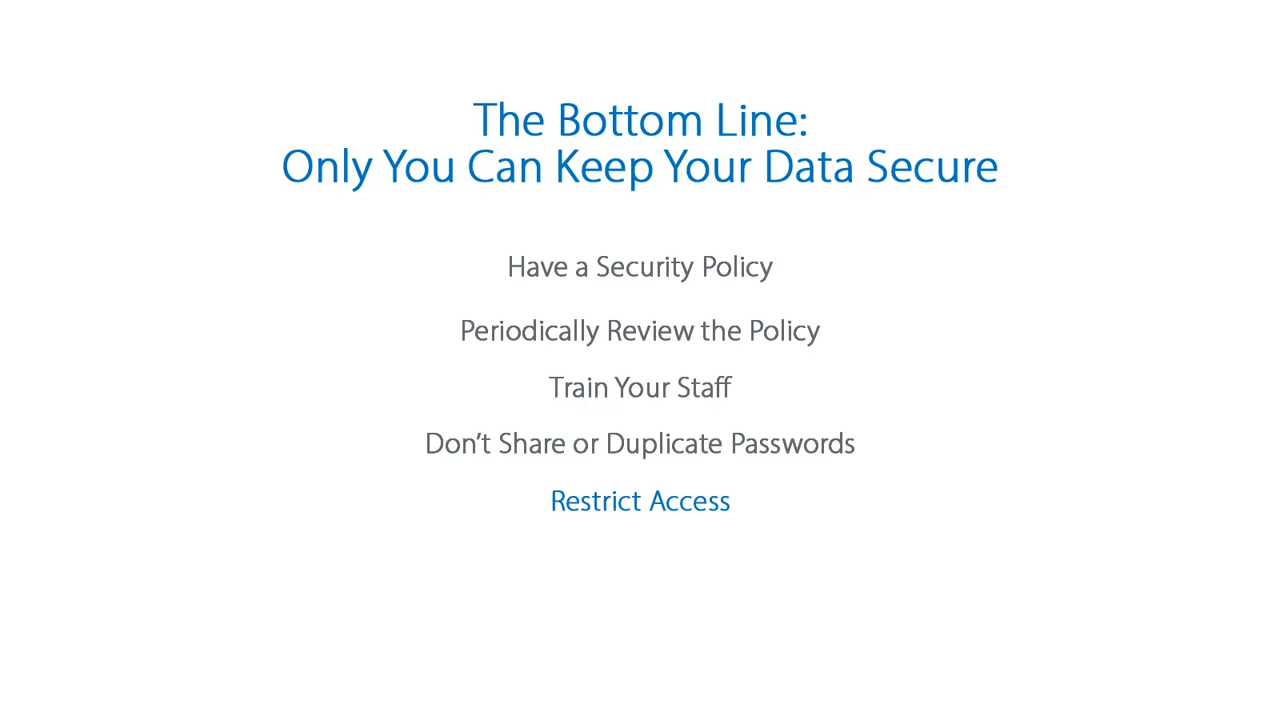 The Bottom Line:
Only You Can Keep Your Data Secure
Have a Security Policy
Periodically Review the Policy
Train Your Staff
Don’t Share or Duplicate Passwords
Restrict Access